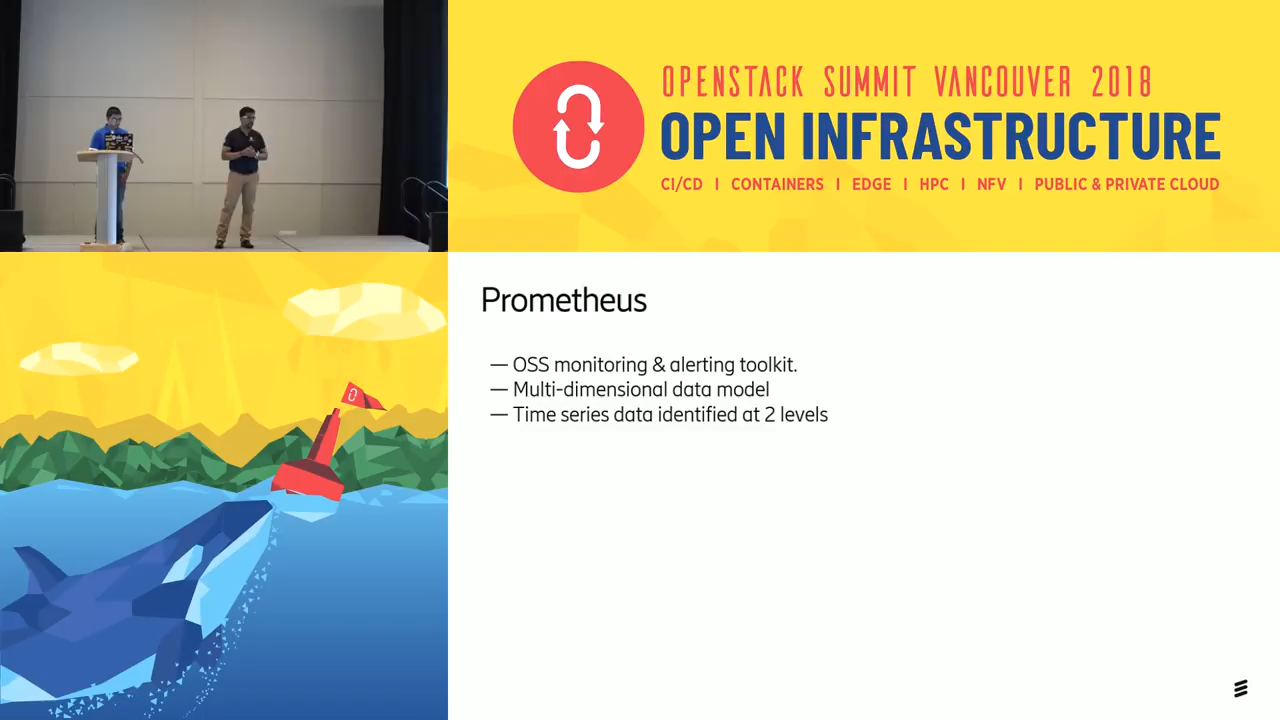 OPENSTACK SUMMIT VANCOUVER 2018
OPEN INFRASTRUCTURE
CI/CD | CONTAINERS | EDGE | HPC | NFV | PUBLIC & PRIVATE CLOUD
Prometheus
— OSS monitoring & alerting toolkit.
— Multi-dimensional data model
— Time series data identified at 2 levels